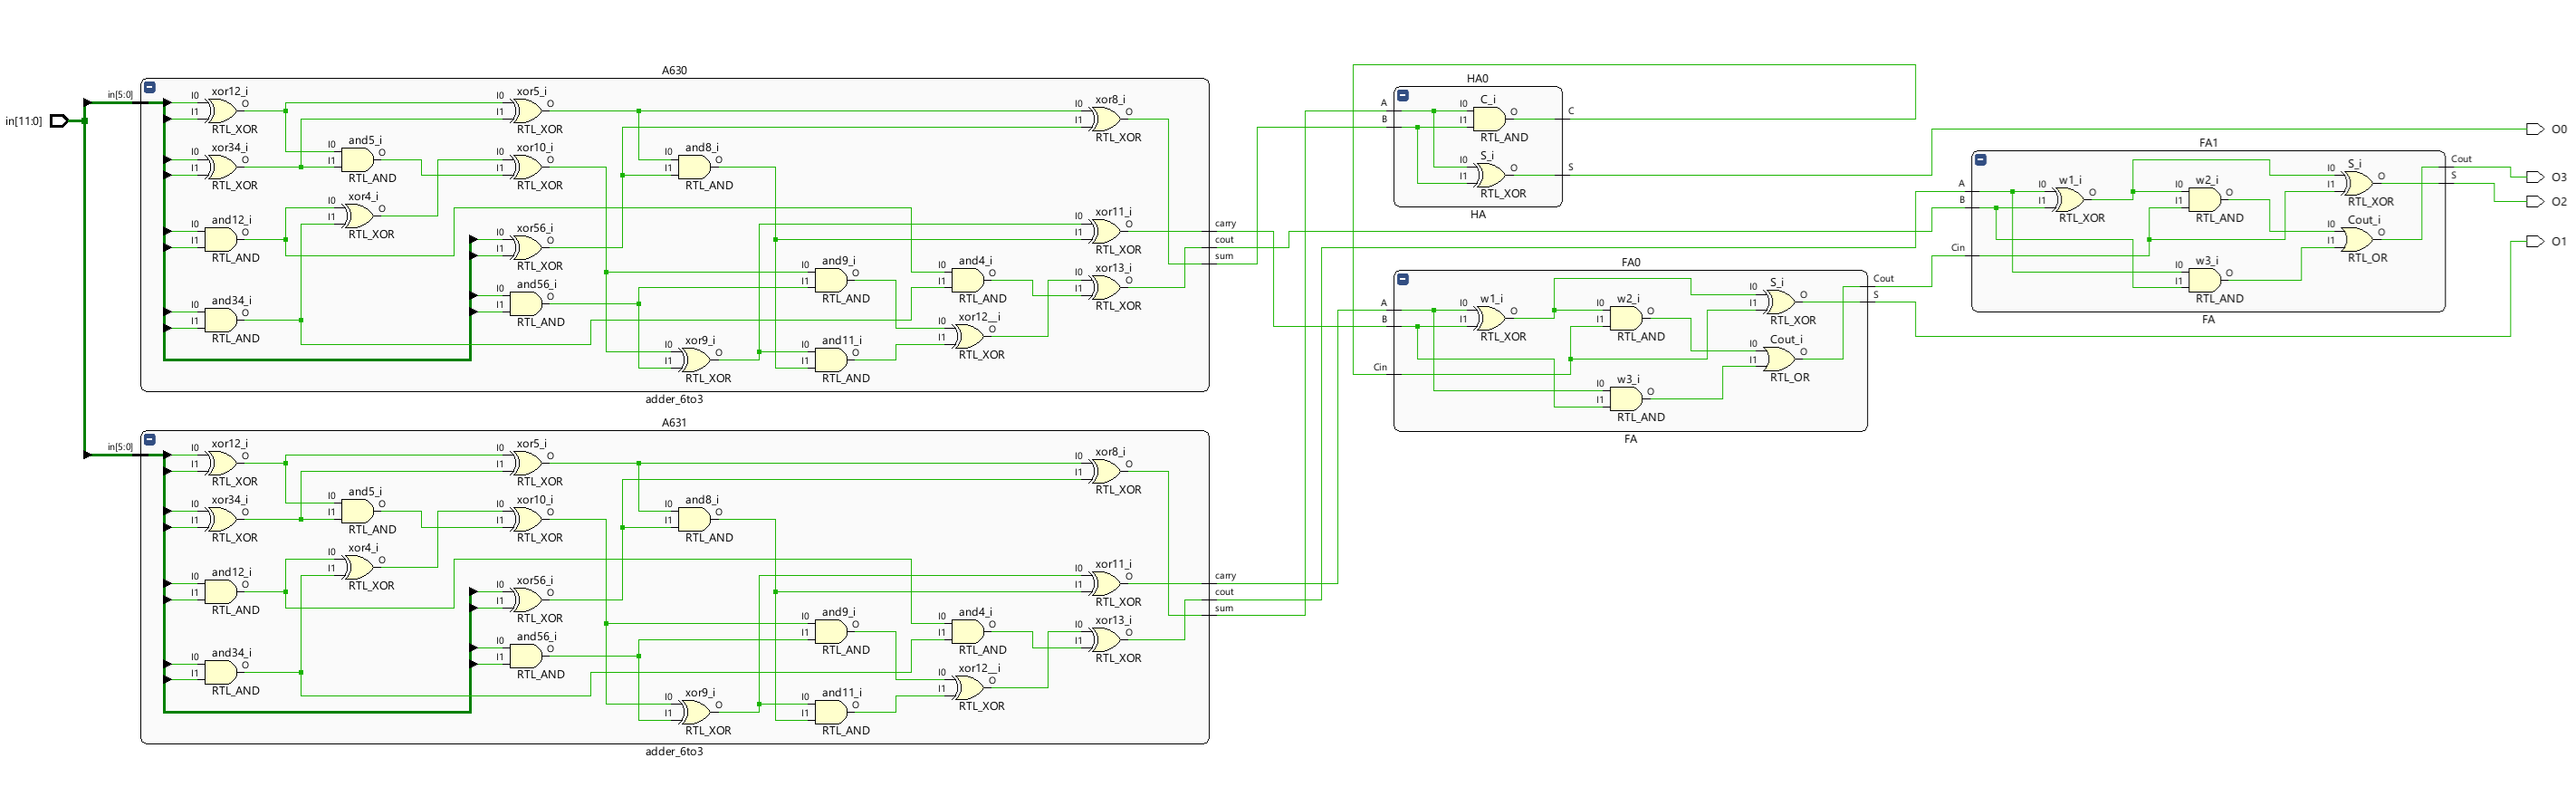 in[11:0]
A630
in[5:0]
I0
I1
xor12_i
O
RTL_XOR
I0
I1
xor34_i
O
RTL_XOR
I0
I1
and12_i
O
RTL_AND
I0
I1
and34_i
O
RTL_AND
I0
I1
and5_i
O
RTL_AND
I0
I1
xor4_i
O
RTL_XOR
I0
I1
xor5_i
O
RTL_XOR
I0
I1
xor10_i
O
RTL_XOR
I0
I1
xor56_i
O
RTL_XOR
I0
I1
and56_i
O
RTL_AND
I0
I1
and8_i
O
RTL_AND
I0
I1
xor9_i
O
RTL_XOR
I0
I1
and9_i
O
RTL_AND
I0
I1
and11_i
O
RTL_AND
I0
I1
and4_i
O
RTL_AND
I0
I1
xor12__i
O
RTL_XOR
I0
I1
xor8_i
O
RTL_XOR
I0
I1
xor11_i
O
RTL_XOR
I0
I1
xor13_i
O
RTL_XOR
carry
cout
sum
adder_6to3
A631
in[5:0]
I0
I1
xor12_i
O
RTL_XOR
I0
I1
xor34_i
O
RTL_XOR
I0
I1
and12_i
O
RTL_AND
I0
I1
and34_i
O
RTL_AND
I0
I1
and5_i
O
RTL_AND
I0
I1
xor4_i
O
RTL_XOR
I0
I1
xor5_i
O
RTL_XOR
I0
I1
xor10_i
O
RTL_XOR
I0
I1
xor56_i
O
RTL_XOR
I0
I1
and56_i
O
RTL_AND
I0
I1
and8_i
O
RTL_AND
I0
I1
xor9_i
O
RTL_XOR
I0
I1
and9_i
O
RTL_AND
I0
I1
and11_i
O
RTL_AND
I0
I1
and4_i
O
RTL_AND
I0
I1
xor12__i
O
RTL_XOR
I0
I1
xor8_i
O
RTL_XOR
I0
I1
xor11_i
O
RTL_XOR
I0
I1
xor13_i
O
RTL_XOR
carry
cout
sum
adder_6to3
HA0
A
B
I0
I1
C_i
O
RTL_AND
I0
I1
S_i
O
RTL_XOR
C
S
HA
FA0
A
B
Cin
I0
I1
w1_i
O
RTL_XOR
I0
I1
w2_i
O
RTL_AND
I0
I1
w3_i
O
RTL_AND
I0
I1
S_i
O
RTL_XOR
I0
I1
Cout_i
O
RTL_OR
Cout
S
FA
FA1
A
B
Cin
I0
I1
w1_i
O
RTL_XOR
I0
I1
w2_i
O
RTL_AND
I0
I1
w3_i
O
RTL_AND
I0
I1
S_i
O
RTL_XOR
I0
I1
Cout_i
O
RTL_OR
Cout
S
FA
O0
O3
O2
O1